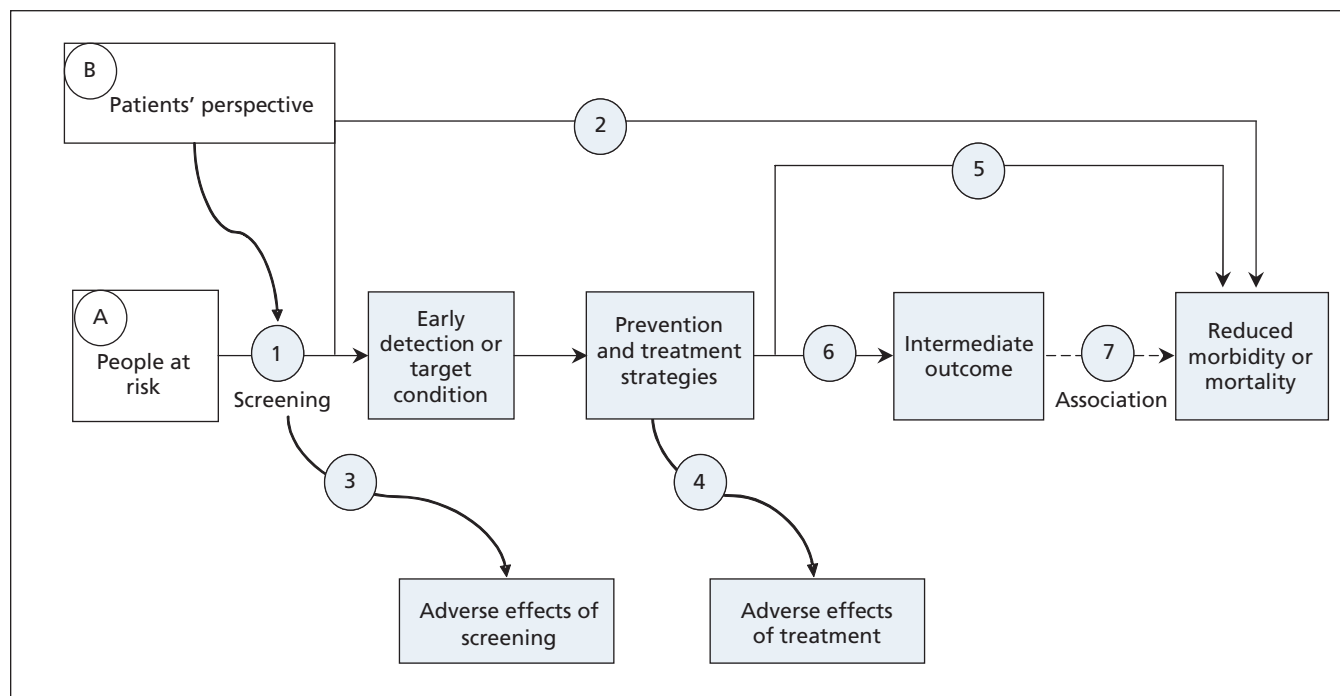 B
Patients’ perspective
2
5
A
People at
risk
1
Screening
Early
detection or
target
condition
Prevention
and treatment
strategies
6
Intermediate
outcome
7
Association
Reduced
morbidity or
mortality
3
4
Adverse effects of
screening
Adverse effects
of treatment